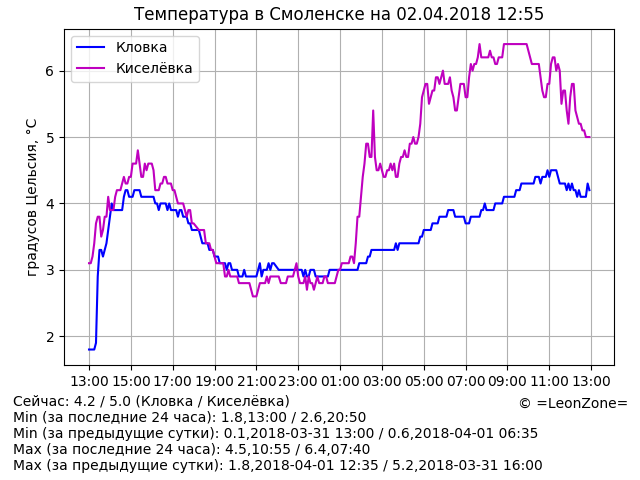 Температура в Смоленске на 02.04.2018 12:55
Кловка
Киселёвка
градусов Цельсия, °C
6
5
4
3
2
13:00 15:00 17:00 19:00 21:00 23:00 01:00 03:00 05:00 07:00 09:00 11:00 13:00
Сейчас: 4.2 / 5.0 (Кловка / Киселёвка)
© =LeonZone=
Min (за последние 24 часа): 1.8,13:00 / 2.6,20:50
Min (за предыдущие сутки): 0.1,2018-03-31 13:00 / 0.6,2018-04-01 06:35
Max (за последние 24 часа): 4.5,10:55 / 6.4,07:40
Max (за предыдущие сутки): 1.8,2018-04-01 12:35 / 5.2,2018-03-31 16:00